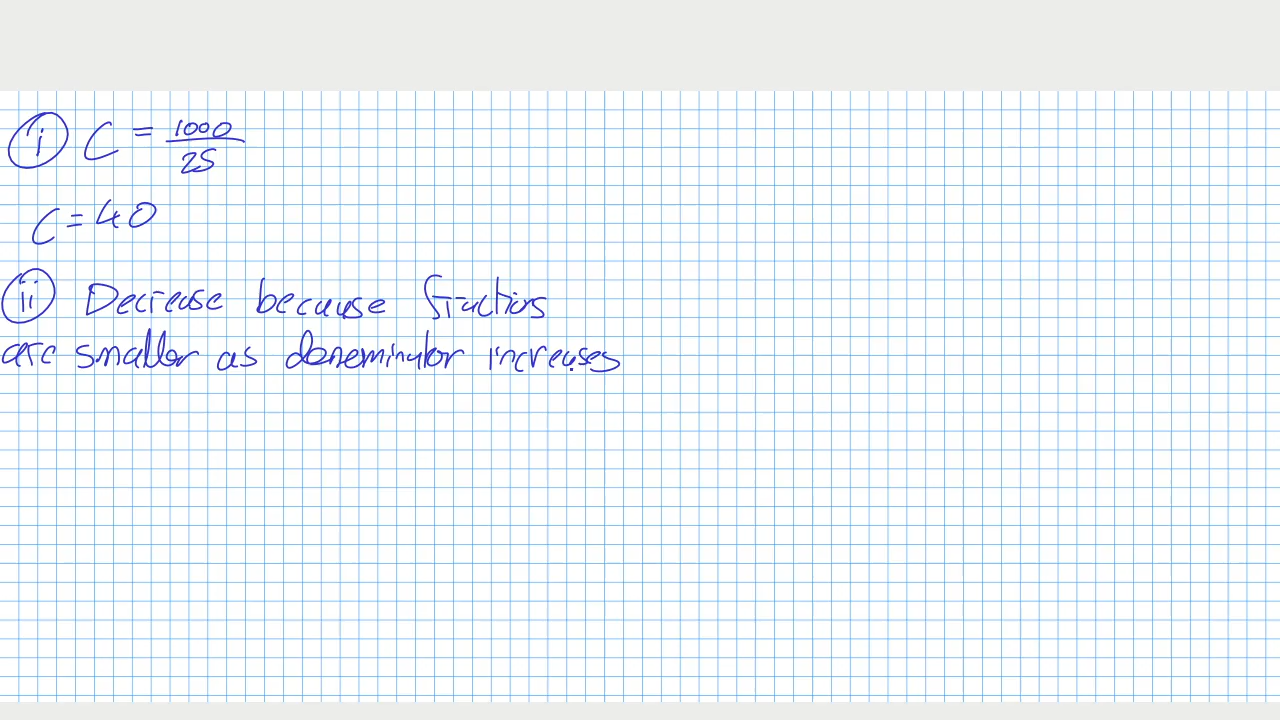 i C = 1000/25
C = 40
ii Decrease because fractions
are smaller as denominator increases